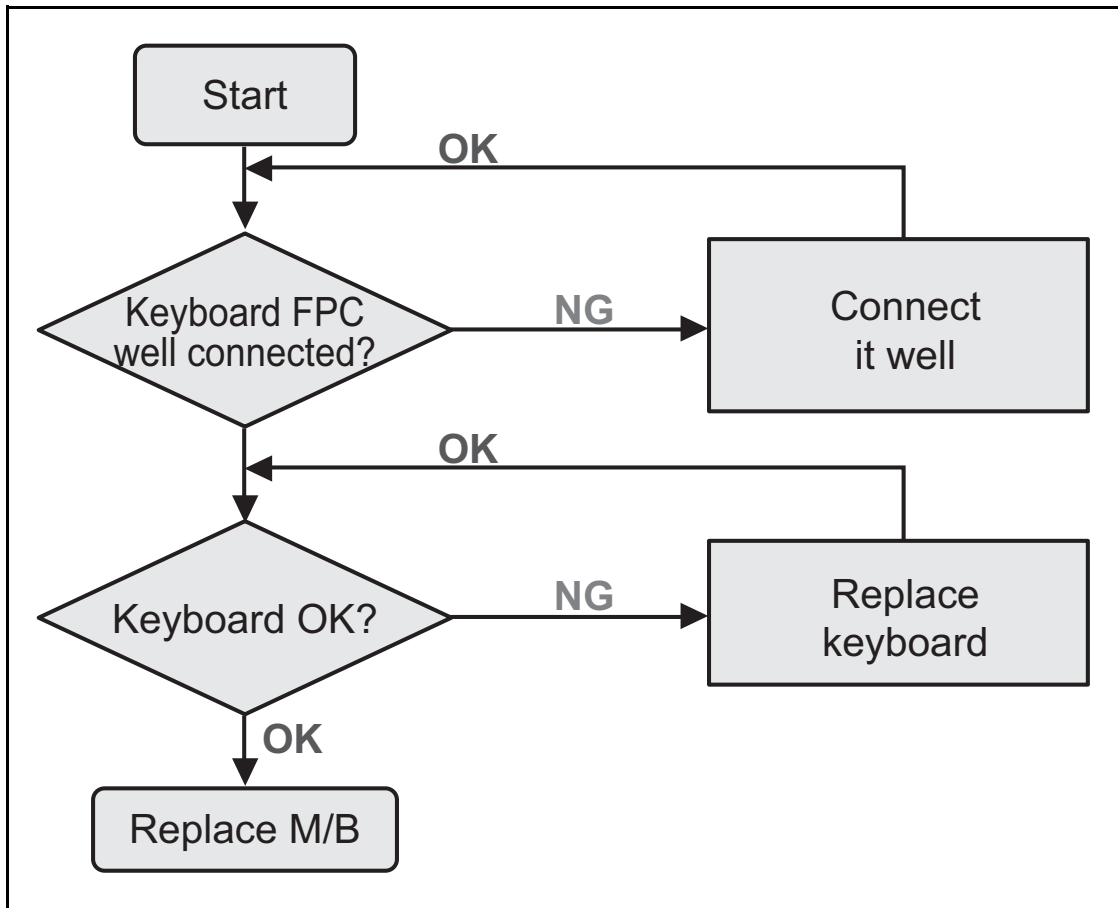 Start
OK
Keyboard FPC
well connected?
NG
Connect
it well
OK
Keyboard OK?
NG
Replace
keyboard
OK
Replace M/B